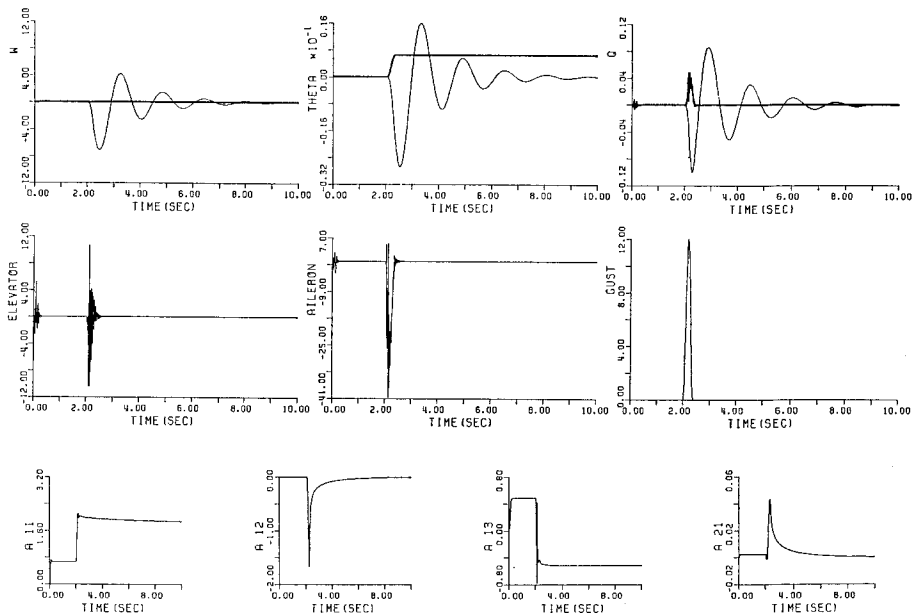 W
12.00
4.00
-4.00
-12.00
0.00 2.00 4.00 6.00 8.00 10.00
TIME(SEC)
THETA ×10⁻¹
0.16
0.00
-0.16
-0.32
0.00 2.00 4.00 6.00 8.00 10.00
TIME(SEC)
Q
0.12
0.04
-0.04
-0.12
0.00 2.00 4.00 6.00 8.00 10.00
TIME(SEC)
ELEVATOR
12.00
4.00
-4.00
-12.00
0.00 2.00 4.00 6.00 8.00 10.00
TIME(SEC)
AILERON
7.00
-9.00
-25.00
-41.00
0.00 2.00 4.00 6.00 8.00 10.00
TIME(SEC)
GUST
12.00
8.00
4.00
0.00
0.00 2.00 4.00 6.00 8.00 10.00
TIME(SEC)
A 11
3.20
1.60
0.00
0.00 4.00 8.00
TIME(SEC)
A 12
0.00
-1.00
-2.00
0.00 4.00 8.00
TIME(SEC)
A 13
0.80
0.00
-0.80
0.00 4.00 8.00
TIME(SEC)
A 21
0.06
0.02
-0.02
0.00 4.00 8.00
TIME(SEC)